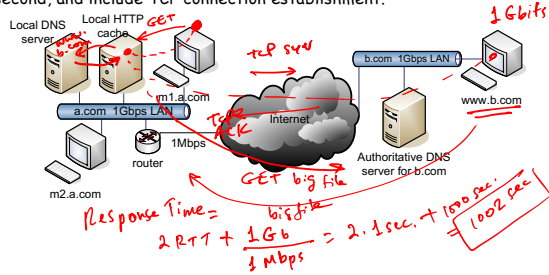 second, and include TCP connection establishment.
Local DNS server
Local HTTP cache
GET
www.
b.com
m1.a.com
a.com 1Gbps LAN
m2.a.com
router
1Mbps
TCP syn
TCP
ACK
Internet
GET big file
big file
b.com 1Gbps LAN
1 Gbits
www.b.com
Authoritative DNS
server for b.com
Response Time =
2 RTT + 1 Gb / 1 Mbps = 2.1 sec. + 1000 sec.
= 1002 sec